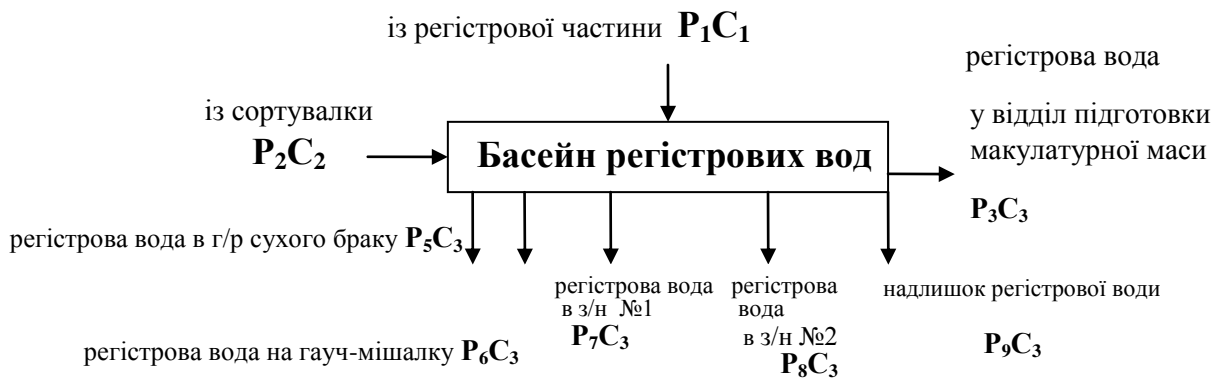 із регістрової частини P₁C₁
регістрова вода
у відділ підготовки
макулатурної маси
P₃C₃
із сортувалки
P₂C₂
Басейн регістрових вод
регістрова вода в г/р сухого браку P₅C₃
регістрова вода на гауч-мішалку P₆C₃
регістрова вода
в з/н №1
P₇C₃
регістрова
вода
в з/н №2
P₈C₃
надлишок регістрової води
P₉C₃